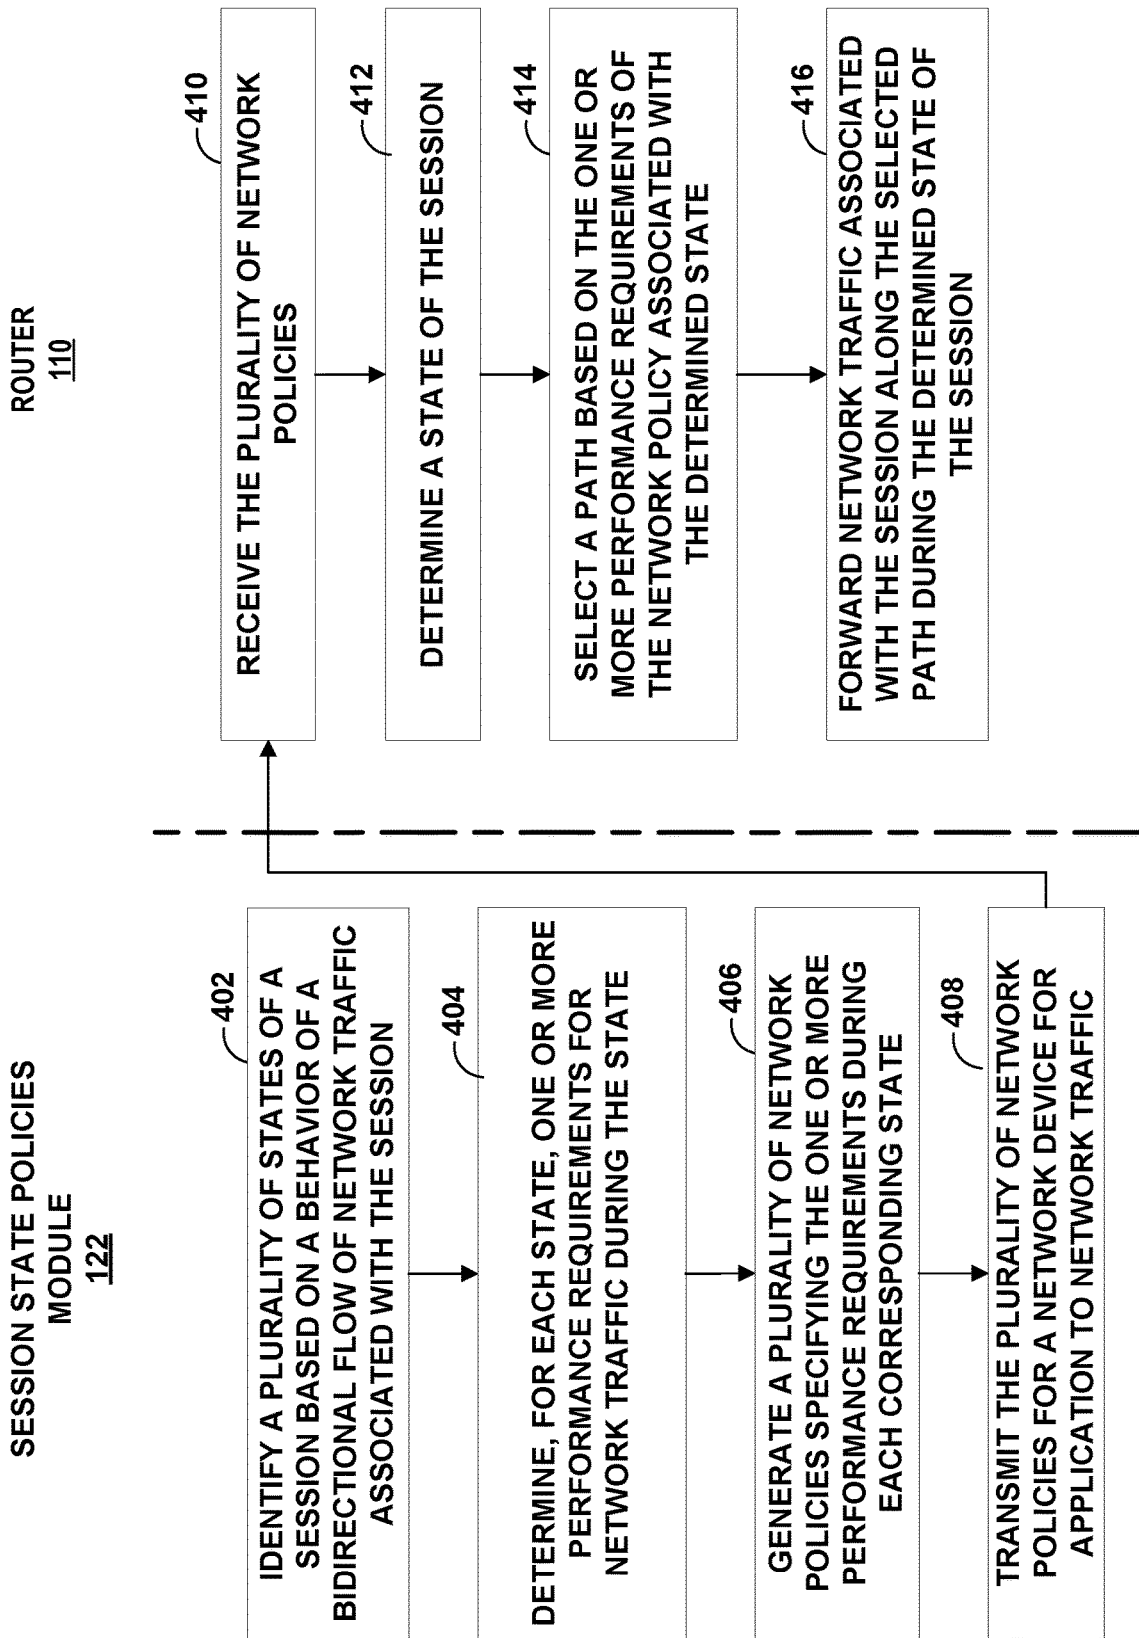 SESSION STATE POLICIES
MODULE
122
402
IDENTIFY A PLURALITY OF STATES OF A
SESSION BASED ON A BEHAVIOR OF A
BIDIRECTIONAL FLOW OF NETWORK TRAFFIC
ASSOCIATED WITH THE SESSION
404
DETERMINE, FOR EACH STATE, ONE OR MORE
PERFORMANCE REQUIREMENTS FOR
NETWORK TRAFFIC DURING THE STATE
406
GENERATE A PLURALITY OF NETWORK
POLICIES SPECIFYING THE ONE OR MORE
PERFORMANCE REQUIREMENTS DURING
EACH CORRESPONDING STATE
408
TRANSMIT THE PLURALITY OF NETWORK
POLICIES FOR A NETWORK DEVICE FOR
APPLICATION TO NETWORK TRAFFIC
ROUTER
110
410
RECEIVE THE PLURALITY OF NETWORK
POLICIES
412
DETERMINE A STATE OF THE SESSION
414
SELECT A PATH BASED ON THE ONE OR
MORE PERFORMANCE REQUIREMENTS OF
THE NETWORK POLICY ASSOCIATED WITH
THE DETERMINED STATE
416
FORWARD NETWORK TRAFFIC ASSOCIATED
WITH THE SESSION ALONG THE SELECTED
PATH DURING THE DETERMINED STATE OF
THE SESSION